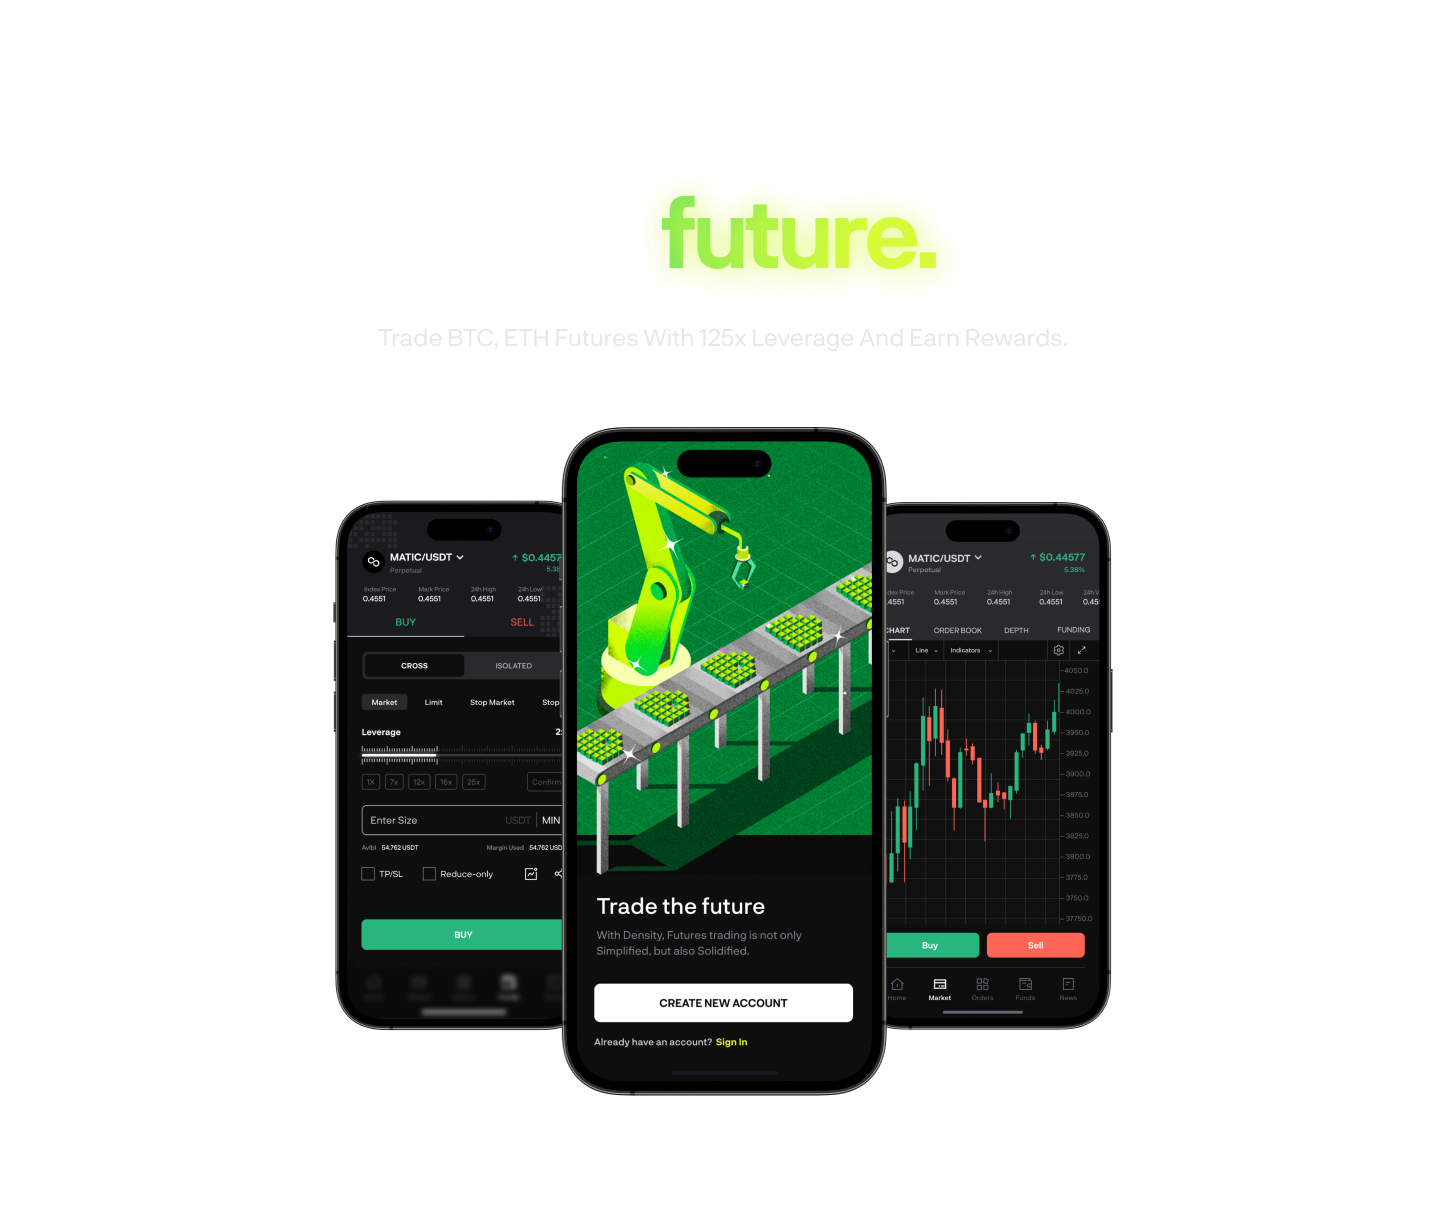 future.
Trade BTC, ETH Futures With 125x Leverage And Earn Rewards.
MATIC/USDT
Perpetual
$0.4457
5.38
Index Price
Mark Price
24h High
24h Low
0.4551
0.4551
0.4551
0.4551
BUY
SELL
CROSS
ISOLATED
Market
Limit
Stop Market
Stop
Leverage
1X
7x
12x
16x
25x
Confirm
Enter Size
USDT
MIN
Avlbl 54.762 USDT
Margin Used 54.762 USD
TP/SL
Reduce-only
BUY
Trade the future
With Density, Futures trading is not only
Simplified, but also Solidified.
CREATE NEW ACCOUNT
Already have an account? Sign In
MATIC/USDT
Perpetual
$0.44577
5.38%
dex Price
Mark Price
24h High
24h Low
24h V
.4551
0.4551
0.4551
0.4551
0.455
CHART
ORDER BOOK
DEPTH
FUNDING
Line
Indicators
4050.0
4025.0
4000.0
3950.0
3925.0
3900.0
3875.0
3850.0
3825.0
3800.0
3775.0
3750.0
37750.0
Buy
Sell
Home
Market
Orders
Funds
News